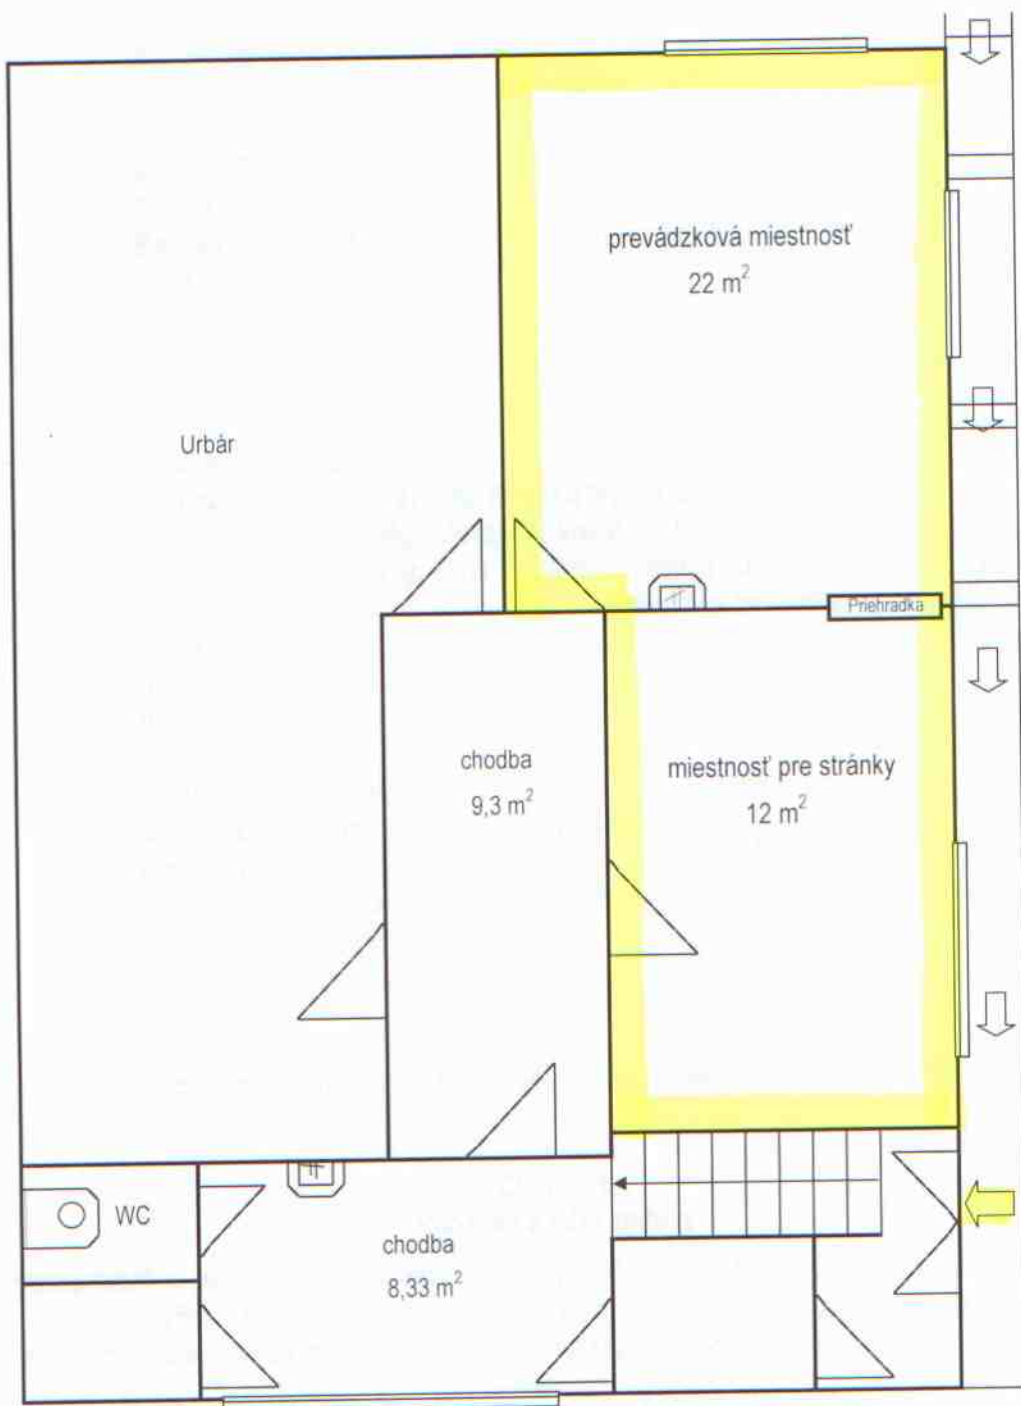 prevádzková miestnosť
22 m²
Urbár
Priehradka
chodba
9,3 m²
miestnosť pre stránky
12 m²
WC
chodba
8,33 m²